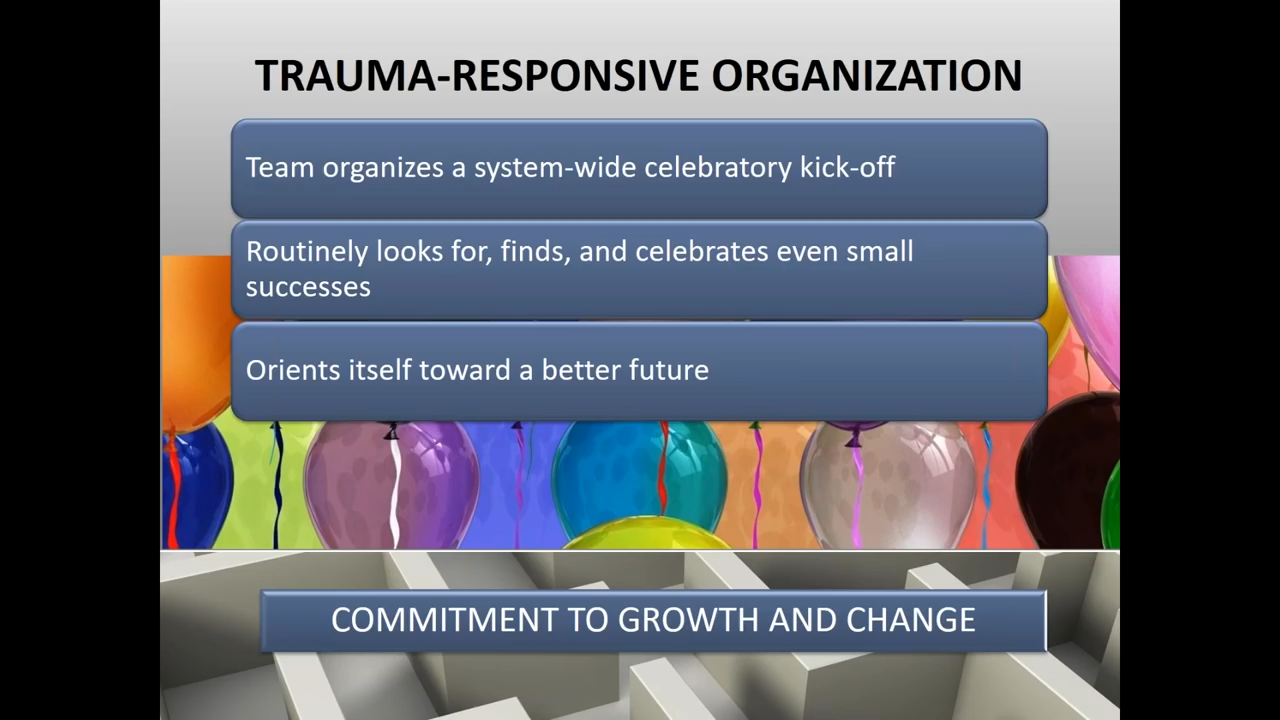 TRAUMA-RESPONSIVE ORGANIZATION
Team organizes a system-wide celebratory kick-off
Routinely looks for, finds, and celebrates even small
successes
Orients itself toward a better future
COMMITMENT TO GROWTH AND CHANGE